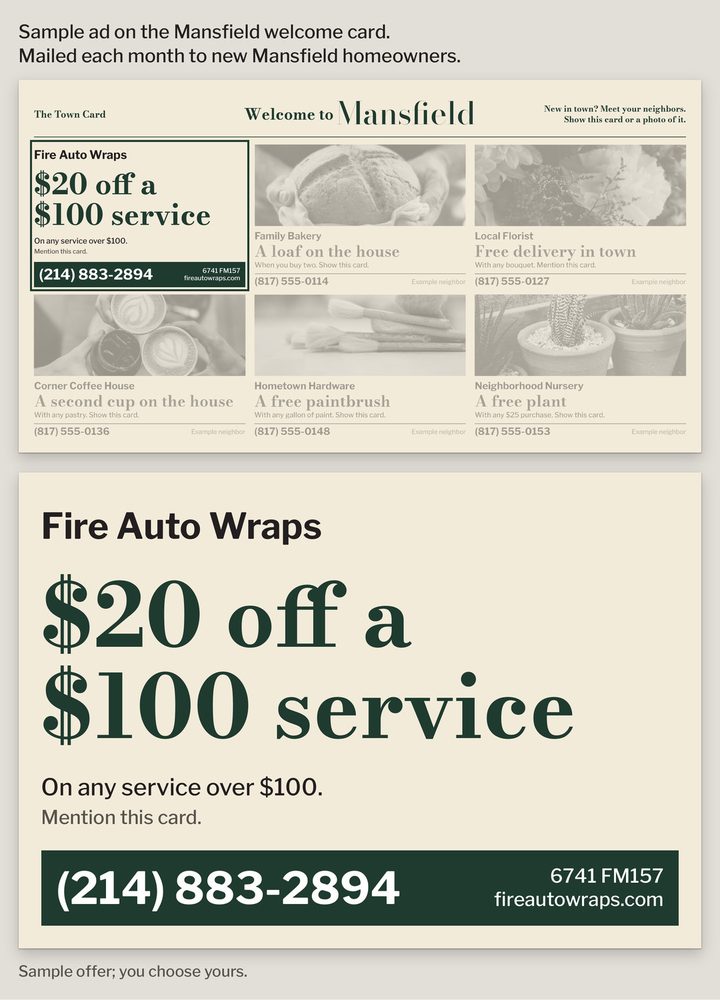 Sample ad on the Mansfield welcome card.
Mailed each month to new Mansfield homeowners.
The Town Card
Welcome to Mansfield
New in town? Meet your neighbors.
Show this card or a photo of it.
Fire Auto Wraps
$20 off a
$100 service
On any service over $100.
Mention this card.
(214) 883-2894
6741 FM157
fireautowraps.com
Family Bakery
A loaf on the house
When you buy two. Show this card.
(817) 555-0114
Example neighbor
Local Florist
Free delivery in town
With any bouquet. Mention this card.
(817) 555-0127
Example neighbor
Corner Coffee House
A second cup on the house
With any pastry. Show this card.
(817) 555-0136
Example neighbor
Hometown Hardware
A free paintbrush
With any gallon of paint. Show this card.
(817) 555-0148
Example neighbor
Neighborhood Nursery
A free plant
With any $25 purchase. Show this card.
(817) 555-0153
Example neighbor
Fire Auto Wraps
$20 off a
$100 service
On any service over $100.
Mention this card.
(214) 883-2894
6741 FM157
fireautowraps.com
Sample offer; you choose yours.